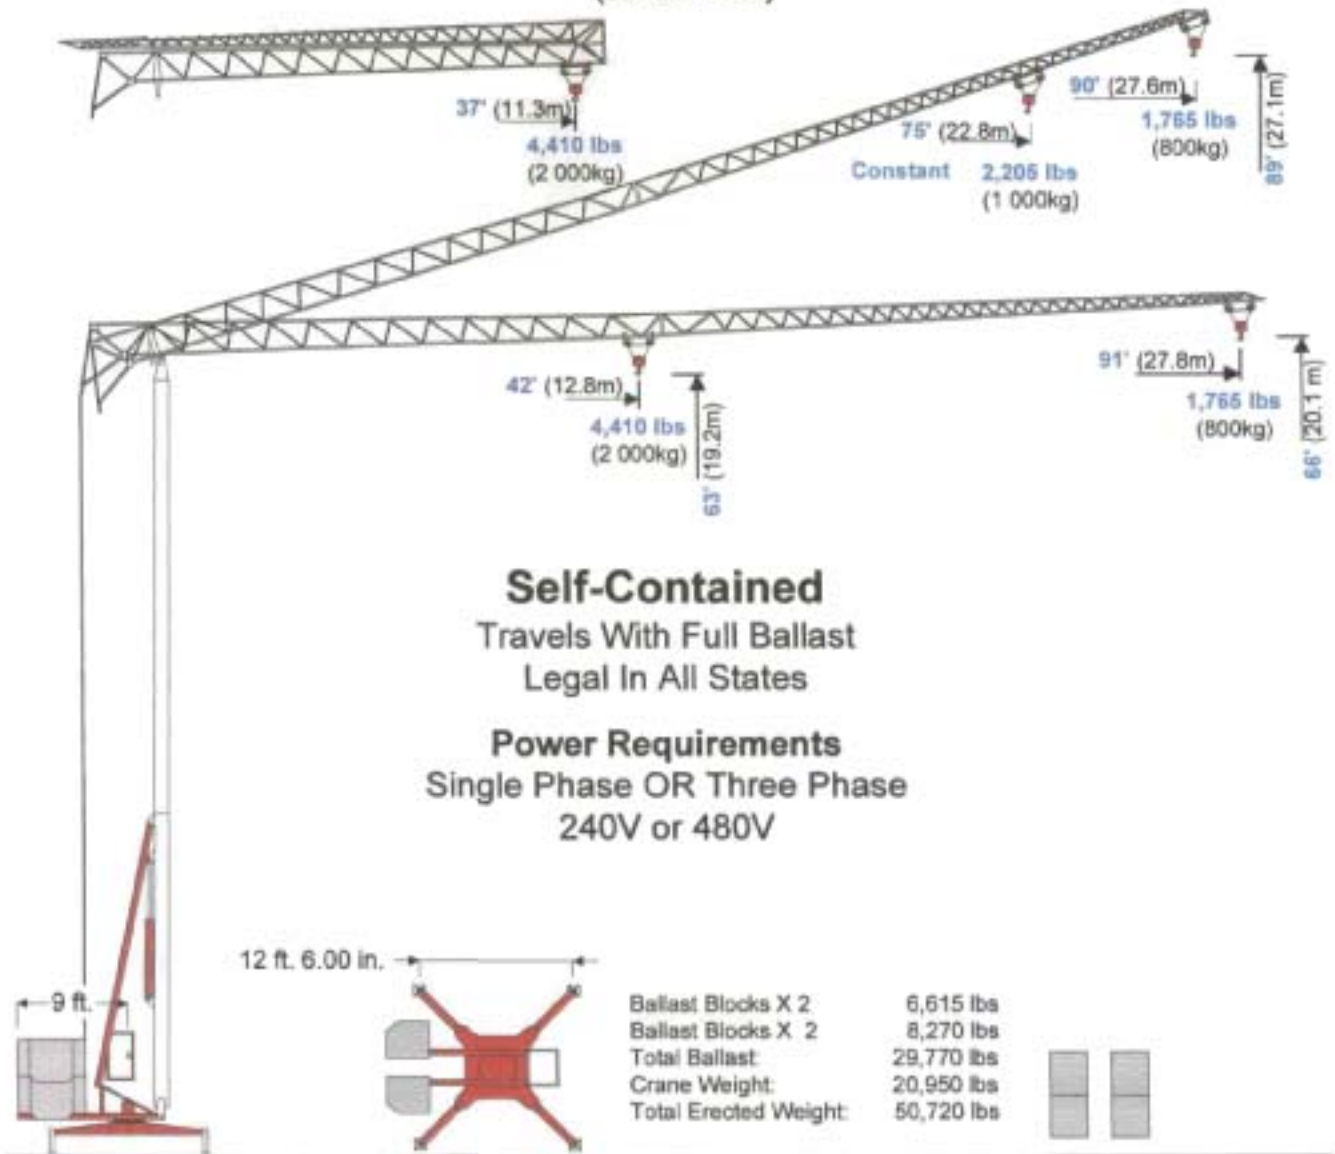 37' (11.3m)
4,410 lbs
(2 000kg)
90' (27.6m)
1,765 lbs
(800kg)
89' (27.1m)
75' (22.8m)
Constant 2,205 lbs
(1 000kg)
42' (12.8m)
4,410 lbs
(2 000kg)
63' (19.2m)
91' (27.8m)
1,765 lbs
(800kg)
66' (20.1 m)
Self-Contained
Travels With Full Ballast
Legal In All States
Power Requirements
Single Phase OR Three Phase
240V or 480V
12 ft. 6.00 in.
9 ft.
Ballast Blocks X 2 6,615 lbs
Ballast Blocks X 2 8,270 lbs
Total Ballast: 29,770 lbs
Crane Weight: 20,950 lbs
Total Erected Weight: 50,720 lbs